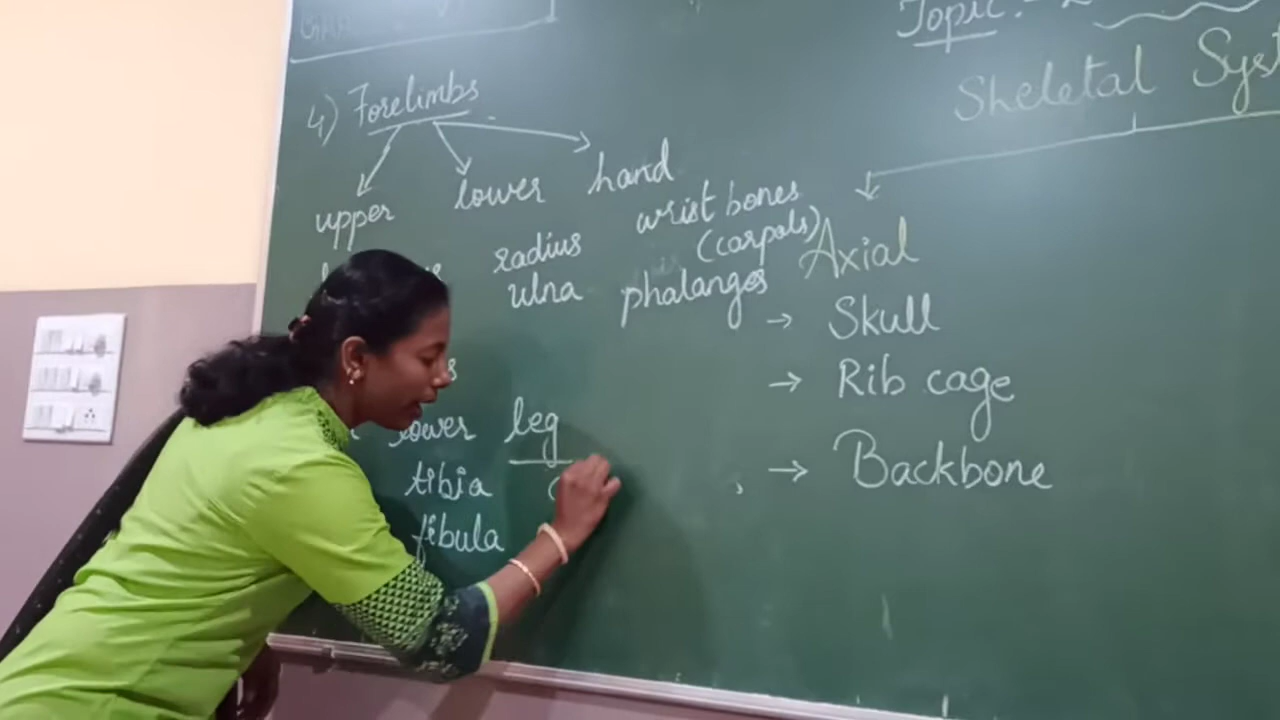 Topic:-
Skeletal Syst
4) Forelimbs
upper lower hand
radius wrist bones
(carpals)
ulna phalanges
lower leg
tibia
fibula
Axial
→ Skull
→ Rib cage
→ Backbone